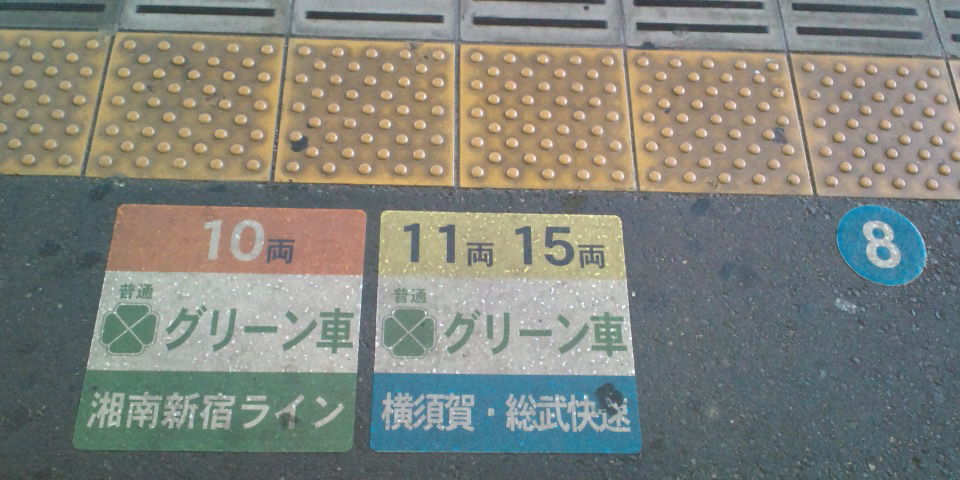 10両
普通
グリーン車
湘南新宿ライン
11両 15両
普通
グリーン車
横須賀・総武快速
8